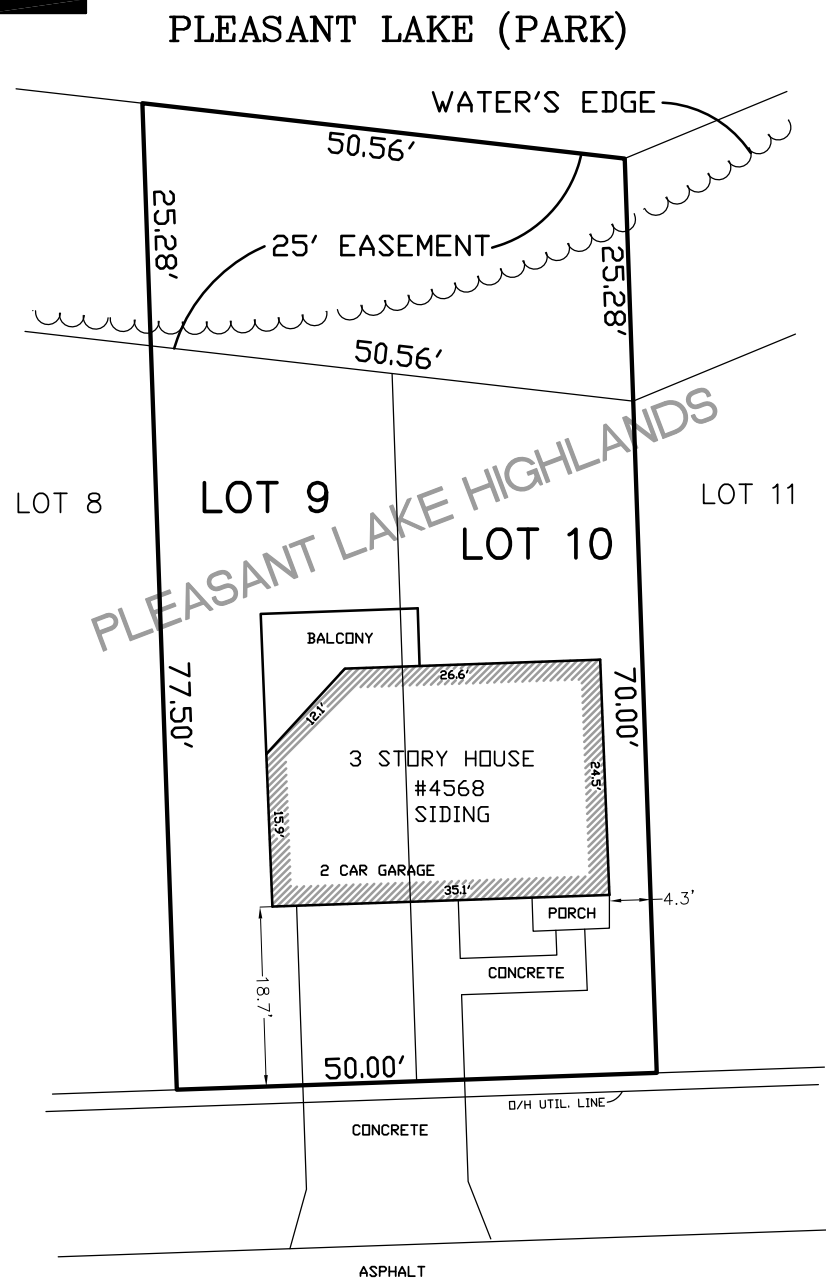 PLEASANT LAKE (PARK)
WATER'S EDGE
50.56'
25.28'
25' EASEMENT
25.28'
50.56'
PLEASANT LAKE HIGHLANDS
LOT 8
LOT 9
LOT 10
LOT 11
BALCONY
77.50'
26.6'
70.00'
12.1'
3 STORY HOUSE
#4568
SIDING
24.5'
15.9'
2 CAR GARAGE
35.1'
PORCH
4.3'
CONCRETE
18.7'
50.00'
O/H UTIL. LINE
CONCRETE
ASPHALT